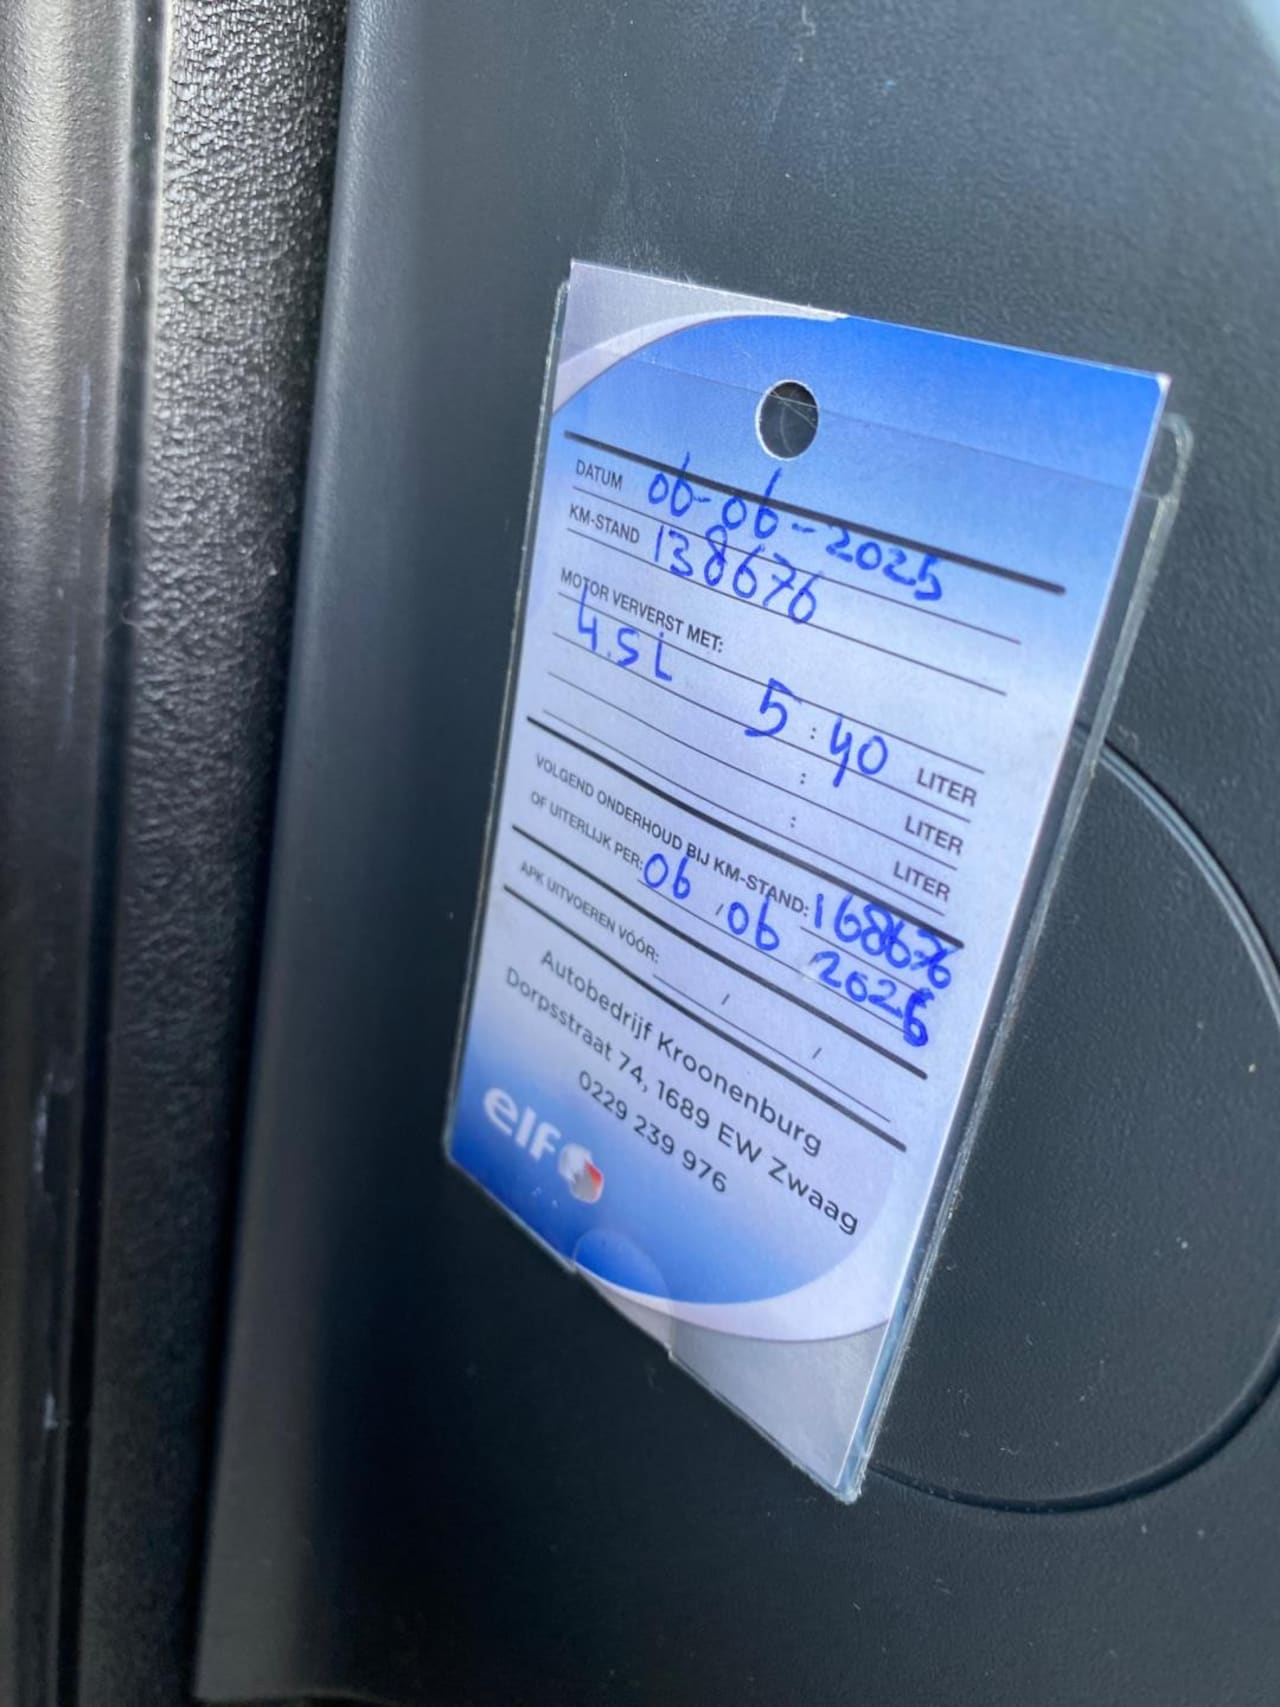 DATUM 06-06-2025
KM-STAND 138676
MOTOR VERVERST MET:
4.5 L 5:40 LITER
: LITER
: LITER
VOLGEND ONDERHOUD BIJ KM-STAND: 168676
OF UITERLIJK PER: 06/06 2026
APK UITVOEREN VÓÓR: / /
Autobedrijf Kroonenburg
Dorpsstraat 74, 1689 EW Zwaag
0229 239 976
elf